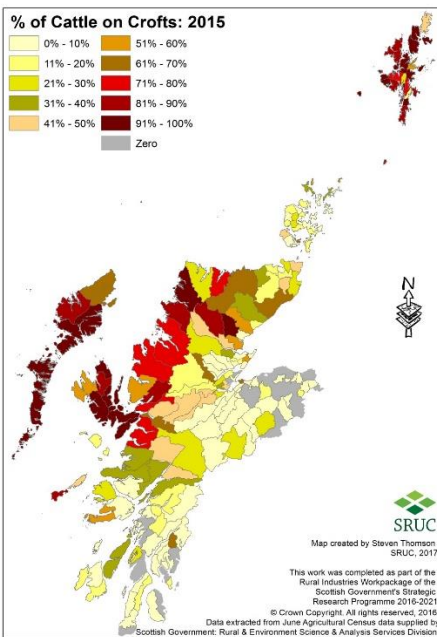 % of Cattle on Crofts: 2015
0% - 10%
11% - 20%
21% - 30%
31% - 40%
41% - 50%
51% - 60%
61% - 70%
71% - 80%
81% - 90%
91% - 100%
Zero
N
SRUC
Map created by Steven Thomson
SRUC, 2017
This work was completed as part of the
Rural Industries Workpackage of the
Scottish Government's Strategic
Research Programme 2016-2021
© Crown Copyright. All rights reserved, 2016
Data extracted from June Agricultural Census data supplied by
Scottish Government: Rural & Environment Science & Analysis Services Division